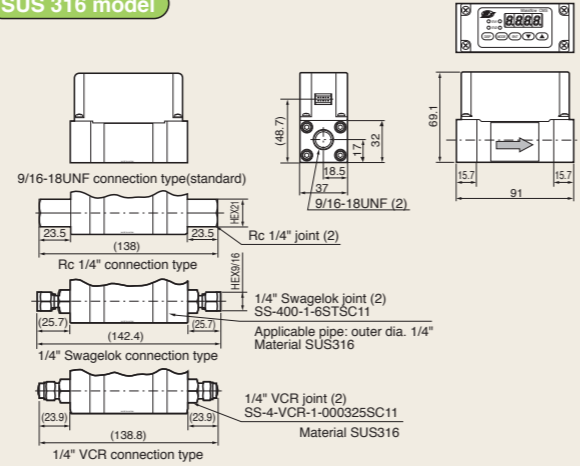 SUS 316 model
8.8.8.8.
(48.7)
17
32
18.5
37
9/16-18UNF (2)
69.1
15.7
15.7
91
9/16-18UNF connection type(standard)
23.5
23.5
HEX21
(138)
Rc 1/4" joint (2)
Rc 1/4" connection type
HEX9/16
(25.7)
(25.7)
(142.4)
1/4" Swagelok joint (2)
SS-400-1-6STSC11
Applicable pipe: outer dia. 1/4"
Material SUS316
1/4" Swagelok connection type
(23.9)
(23.9)
(138.8)
1/4" VCR joint (2)
SS-4-VCR-1-000325SC11
Material SUS316
1/4" VCR connection type